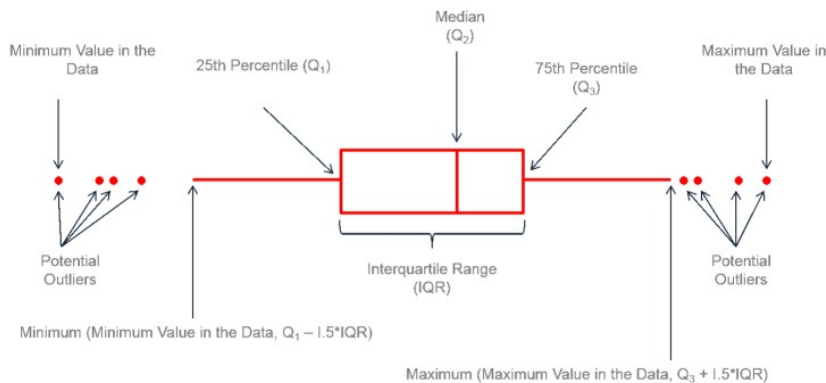 Median
(Q₂)
Minimum Value in the
Data
Maximum Value in
the Data
25th Percentile (Q₁)
75th Percentile
(Q₃)
Potential
Outliers
Interquartile Range
(IQR)
Potential
Outliers
Minimum (Minimum Value in the Data, Q₁ – I.5*IQR)
Maximum (Maximum Value in the Data, Q₃ + I.5*IQR)